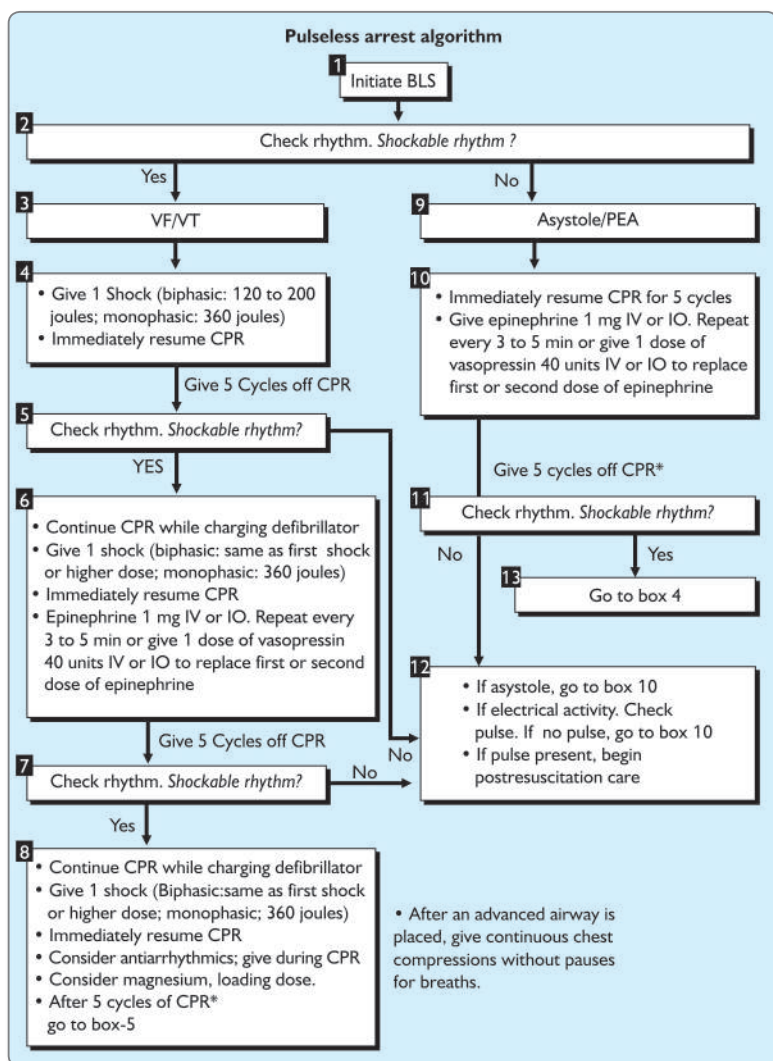 Pulseless arrest algorithm
1
Initiate BLS
2
Check rhythm. Shockable rhythm ?
Yes
No
3
VF/VT
9
Asystole/PEA
4
• Give 1 Shock (biphasic: 120 to 200
joules; monophasic: 360 joules)
• Immediately resume CPR
Give 5 Cycles off CPR
5
Check rhythm. Shockable rhythm?
YES
No
6
• Continue CPR while charging defibrillator
• Give 1 shock (biphasic: same as first shock
or higher dose; monophasic: 360 joules)
• Immediately resume CPR
• Epinephrine 1 mg IV or IO. Repeat every
3 to 5 min or give 1 dose of vasopressin
40 units IV or IO to replace first or second
dose of epinephrine
Give 5 Cycles off CPR
7
Check rhythm. Shockable rhythm?
No
Yes
8
• Continue CPR while charging defibrillator
• Give 1 shock (Biphasic:same as first shock
or higher dose; monophasic; 360 joules)
• Immediately resume CPR
• Consider antiarrhythmics; give during CPR
• Consider magnesium, loading dose.
• After 5 cycles of CPR*
go to box-5
10
• Immediately resume CPR for 5 cycles
• Give epinephrine 1 mg IV or IO. Repeat
every 3 to 5 min or give 1 dose of
vasopressin 40 units IV or IO to replace
first or second dose of epinephrine
Give 5 cycles off CPR*
11
Check rhythm. Shockable rhythm?
No
Yes
13
Go to box 4
12
• If asystole, go to box 10
• If electrical activity. Check
pulse. If no pulse, go to box 10
• If pulse present, begin
postresuscitation care
• After an advanced airway is
placed, give continuous chest
compressions without pauses
for breaths.